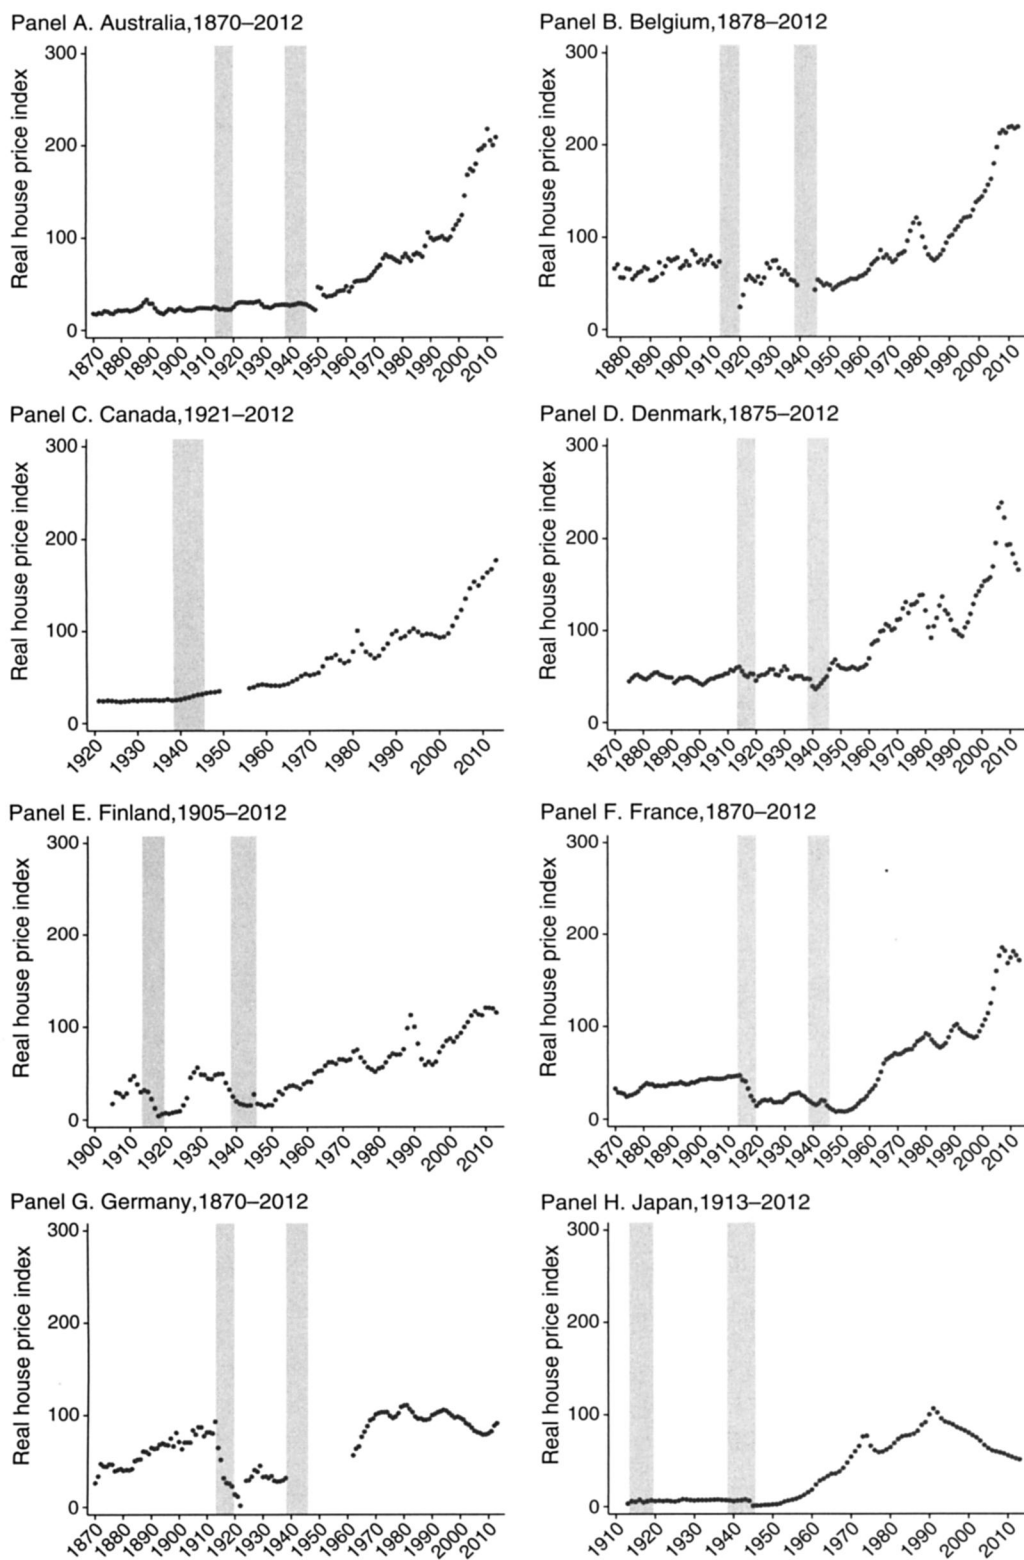 Panel A. Australia,1870–2012
Real house price index
300
200
100
0
1870 1880 1890 1900 1910 1920 1930 1940 1950 1960 1970 1980 1990 2000 2010
Panel B. Belgium,1878–2012
Real house price index
300
200
100
0
1880 1890 1900 1910 1920 1930 1940 1950 1960 1970 1980 1990 2000 2010
Panel C. Canada,1921–2012
Real house price index
300
200
100
0
1920 1930 1940 1950 1960 1970 1980 1990 2000 2010
Panel D. Denmark,1875–2012
Real house price index
300
200
100
0
1870 1880 1890 1900 1910 1920 1930 1940 1950 1960 1970 1980 1990 2000 2010
Panel E. Finland,1905–2012
Real house price index
300
200
100
0
1900 1910 1920 1930 1940 1950 1960 1970 1980 1990 2000 2010
Panel F. France,1870–2012
Real house price index
300
200
100
0
1870 1880 1890 1900 1910 1920 1930 1940 1950 1960 1970 1980 1990 2000 2010
Panel G. Germany,1870–2012
Real house price index
300
200
100
0
1870 1880 1890 1900 1910 1920 1930 1940 1950 1960 1970 1980 1990 2000 2010
Panel H. Japan,1913–2012
Real house price index
300
200
100
0
1910 1920 1930 1940 1950 1960 1970 1980 1990 2000 2010